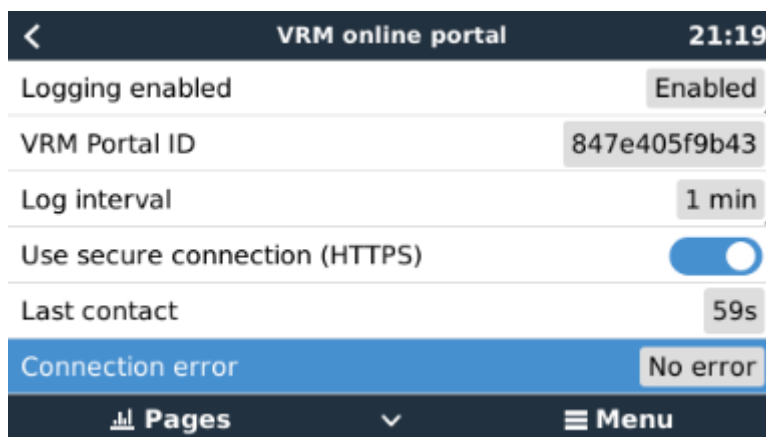 VRM online portal 21:19
Logging enabled Enabled
VRM Portal ID 847e405f9b43
Log interval 1 min
Use secure connection (HTTPS)
Last contact 59s
Connection error No error
Pages Menu